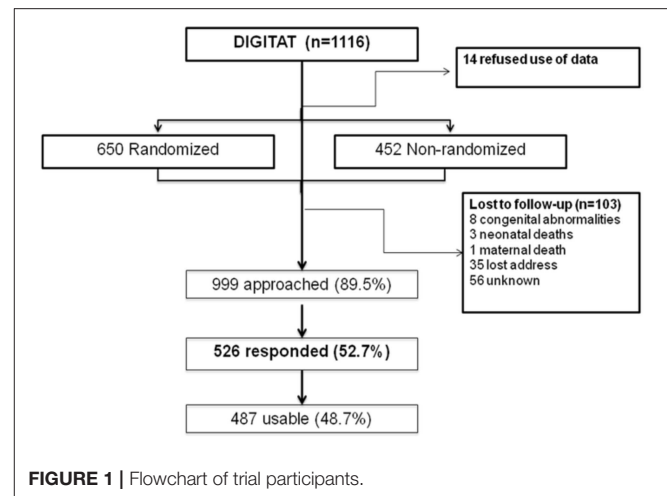 DIGITAT (n=1116)
14 refused use of data
650 Randomized
452 Non-randomized
Lost to follow-up (n=103)
8 congenital abnormalities
3 neonatal deaths
1 maternal death
35 lost address
56 unknown
999 approached (89.5%)
526 responded (52.7%)
487 usable (48.7%)
FIGURE 1 | Flowchart of trial participants.